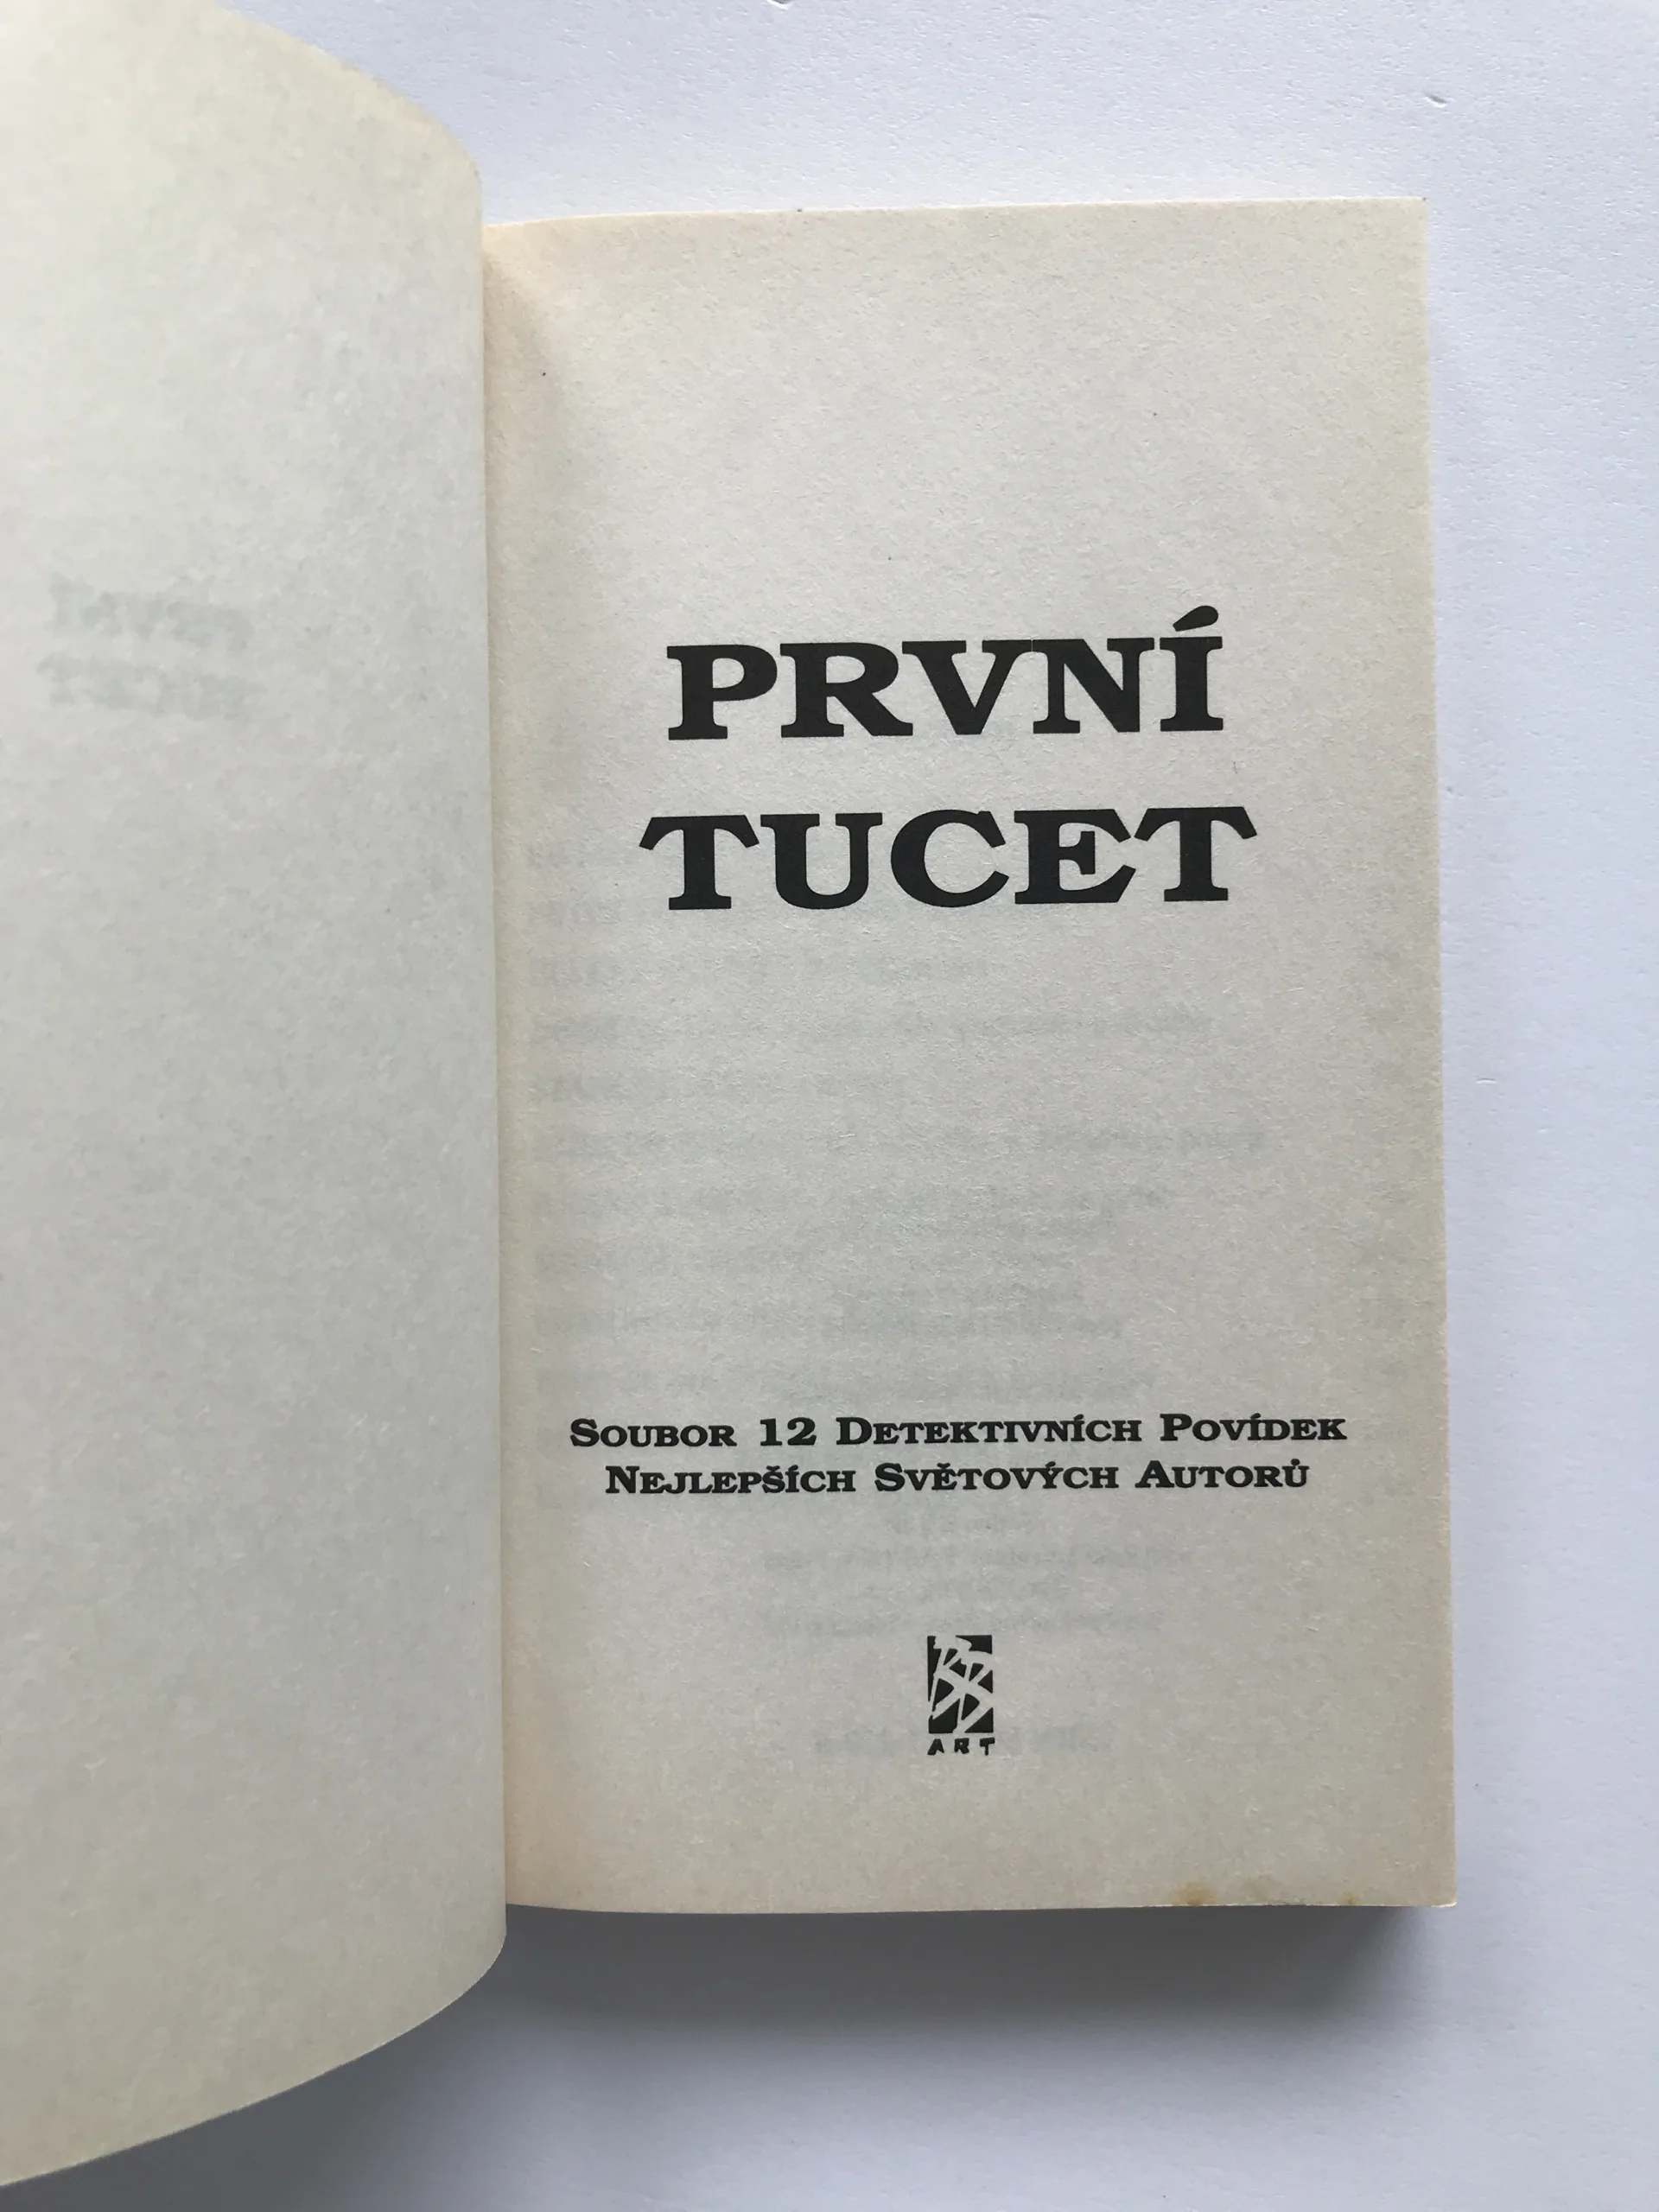 PRVNÍ
TUCET
SOUBOR 12 DETEKTIVNÍCH POVÍDEK
NEJLEPŠÍCH SVĚTOVÝCH AUTORŮ
ART